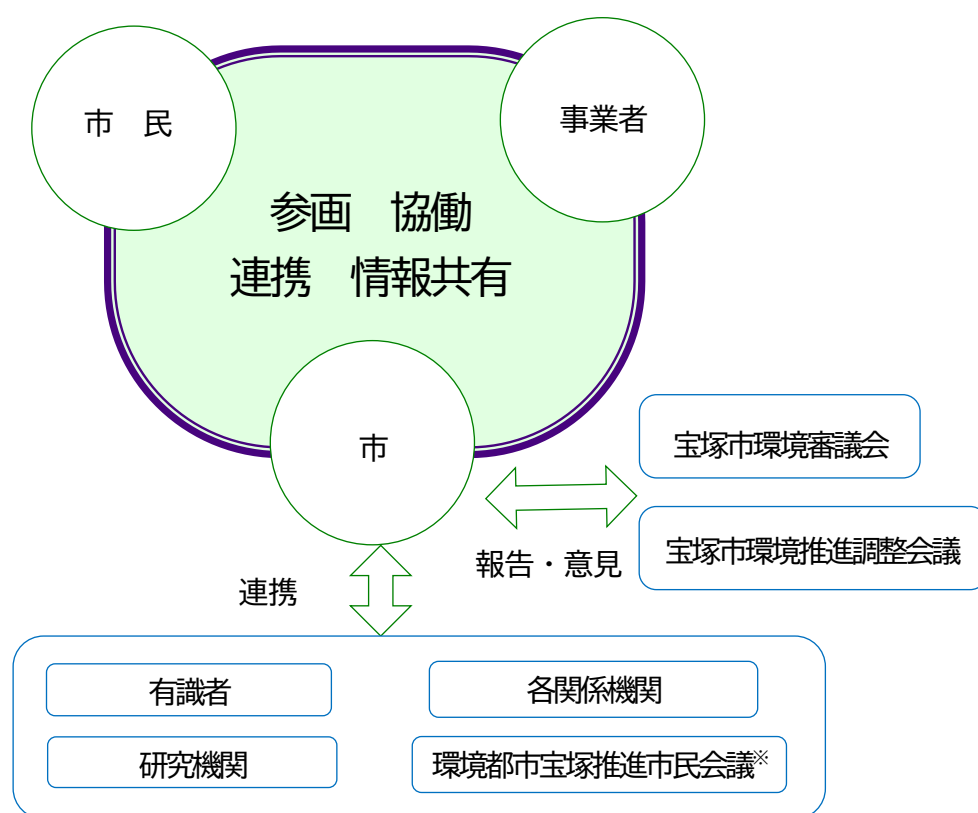 市　民
事業者
参画　協働
連携　情報共有
市
宝塚市環境審議会
宝塚市環境推進調整会議
報告・意見
連携
有識者
各関係機関
研究機関
環境都市宝塚推進市民会議※